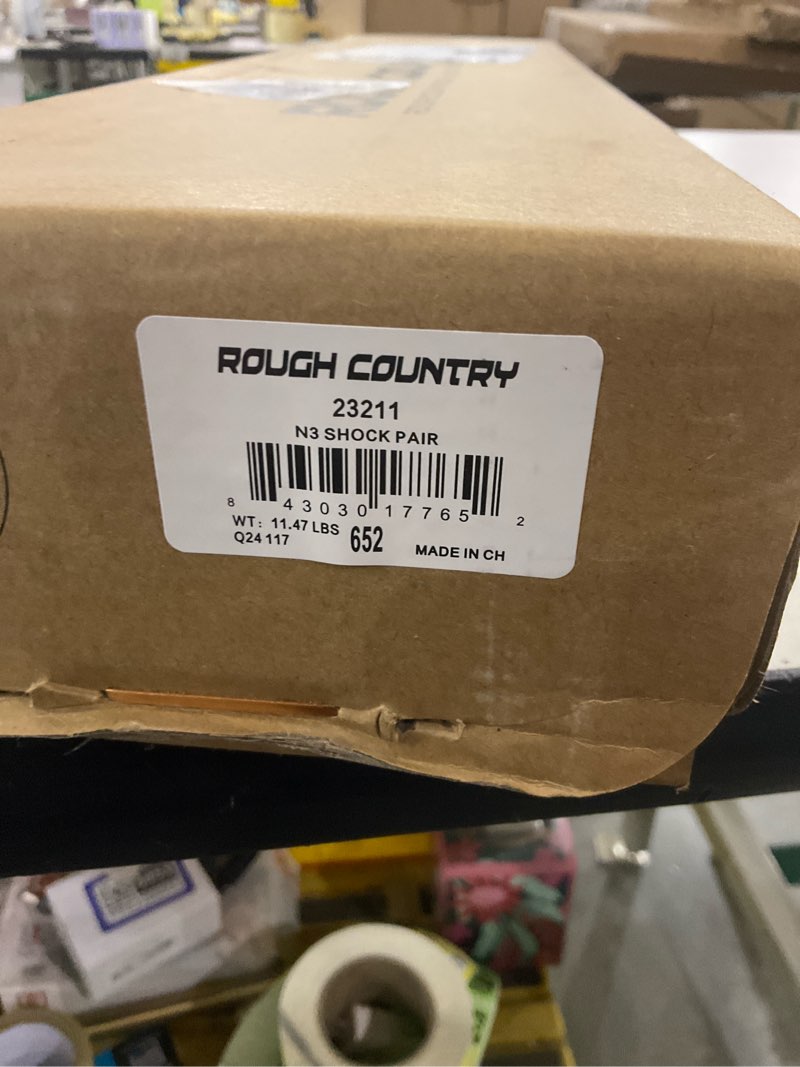 ROUGH COUNTRY
23211
N3 SHOCK PAIR
8 43030 17765 2
WT: 11.47 LBS
Q24 117
652
MADE IN CH